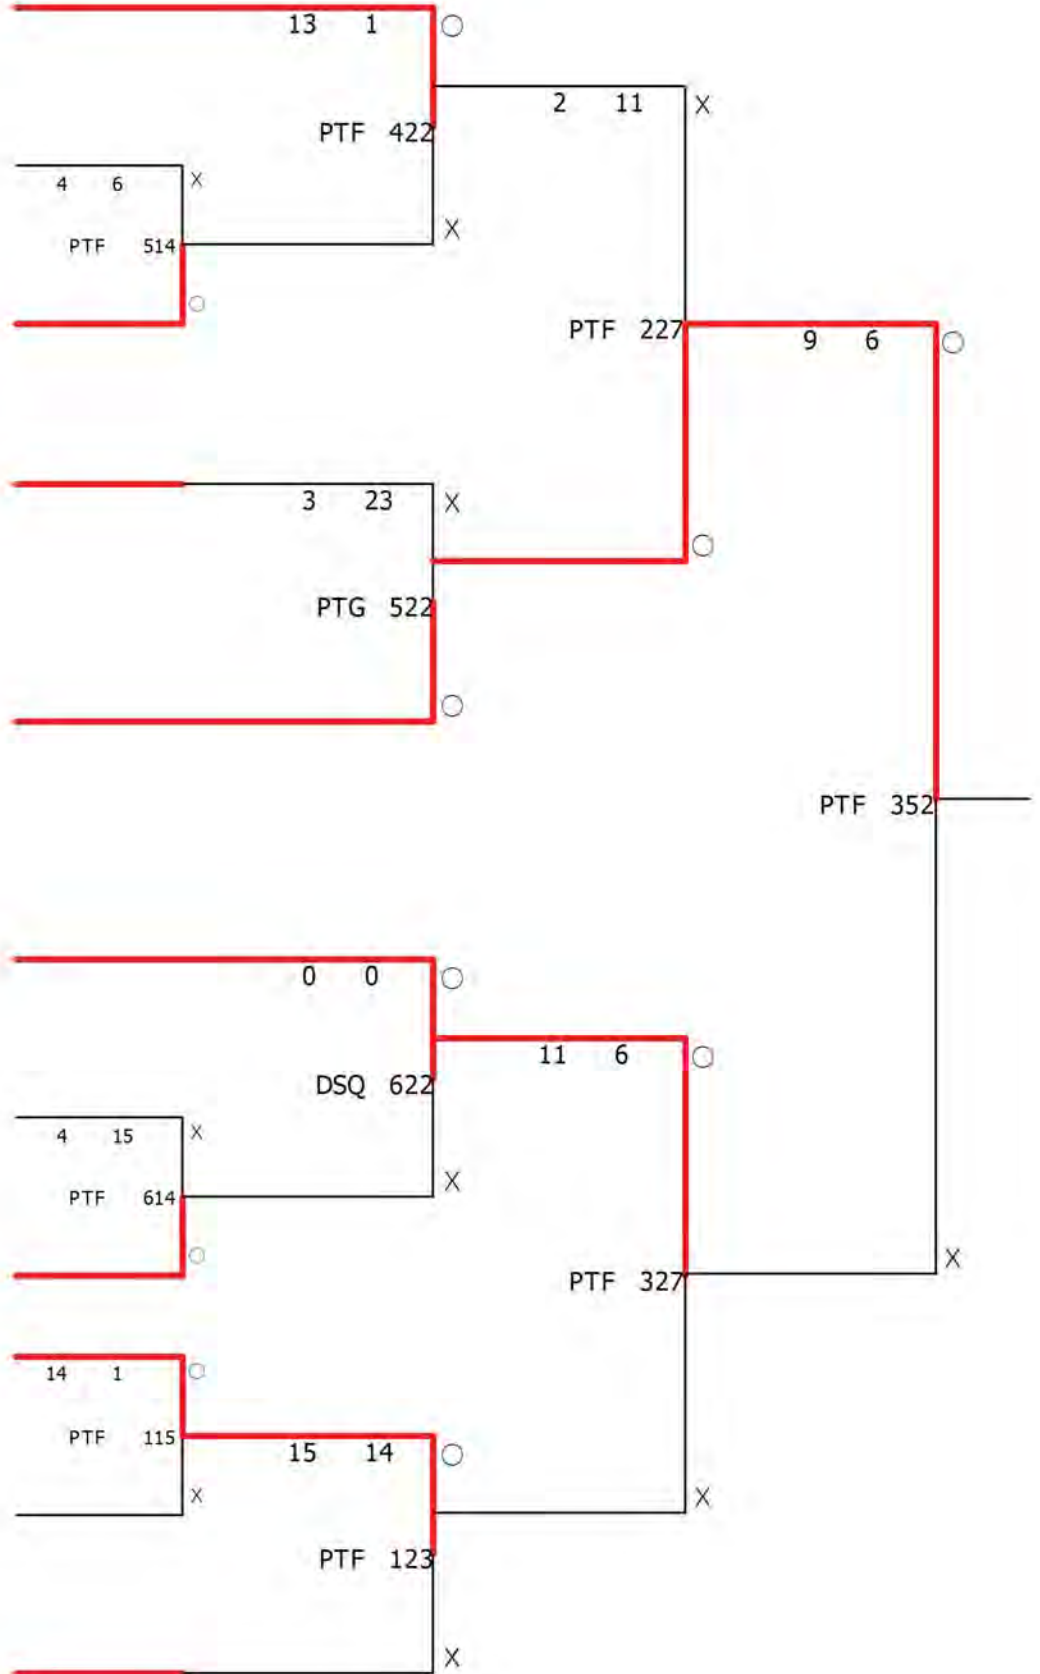 13 1 ○
2 11 X
PTF 422
4 6 X
X
PTF 514
○
PTF 227
9 6 ○
3 23 X
○
PTG 522
○
PTF 352
0 0 ○
11 6 ○
DSQ 622
4 15 X
X
PTF 614
○
X
PTF 327
14 1 ○
PTF 115
15 14 ○
X
X
PTF 123
X